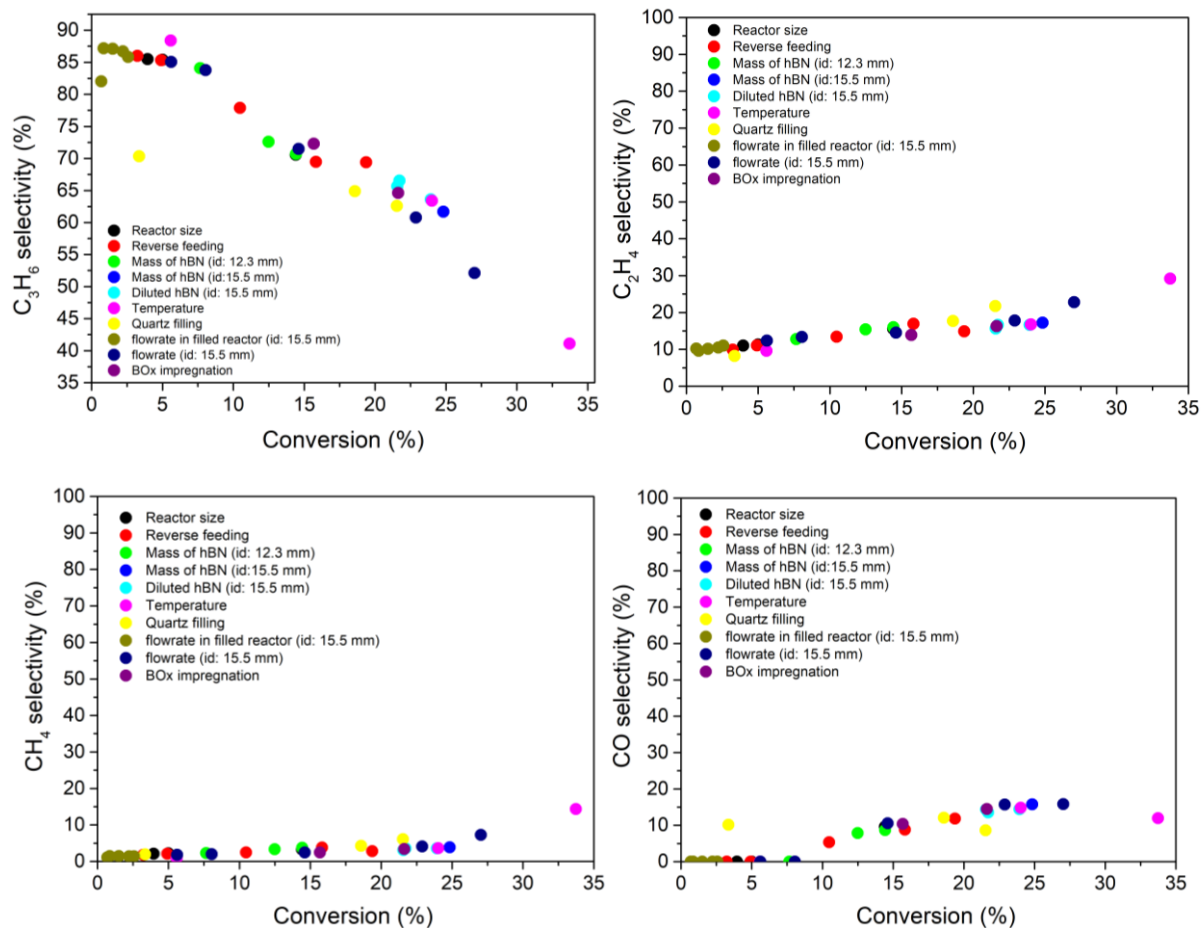 C₃H₆ selectivity (%)
90
85
80
75
70
65
60
55
50
45
40
35
Reactor size
Reverse feeding
Mass of hBN (id: 12.3 mm)
Mass of hBN (id:15.5 mm)
Diluted hBN (id: 15.5 mm)
Temperature
Quartz filling
flowrate in filled reactor (id: 15.5 mm)
flowrate (id: 15.5 mm)
BOx impregnation
0 5 10 15 20 25 30 35
Conversion (%)
C₂H₄ selectivity (%)
100
90
80
70
60
50
40
30
20
10
0
Reactor size
Reverse feeding
Mass of hBN (id: 12.3 mm)
Mass of hBN (id:15.5 mm)
Diluted hBN (id: 15.5 mm)
Temperature
Quartz filling
flowrate in filled reactor (id: 15.5 mm)
flowrate (id: 15.5 mm)
BOx impregnation
0 5 10 15 20 25 30 35
Conversion (%)
CH₄ selectivity (%)
100
90
80
70
60
50
40
30
20
10
0
Reactor size
Reverse feeding
Mass of hBN (id: 12.3 mm)
Mass of hBN (id:15.5 mm)
Diluted hBN (id: 15.5 mm)
Temperature
Quartz filling
flowrate in filled reactor (id: 15.5 mm)
flowrate (id: 15.5 mm)
BOx impregnation
0 5 10 15 20 25 30 35
Conversion (%)
CO selectivity (%)
100
90
80
70
60
50
40
30
20
10
0
Reactor size
Reverse feeding
Mass of hBN (id: 12.3 mm)
Mass of hBN (id:15.5 mm)
Diluted hBN (id: 15.5 mm)
Temperature
Quartz filling
flowrate in filled reactor (id: 15.5 mm)
flowrate (id: 15.5 mm)
BOx impregnation
0 5 10 15 20 25 30 35
Conversion (%)